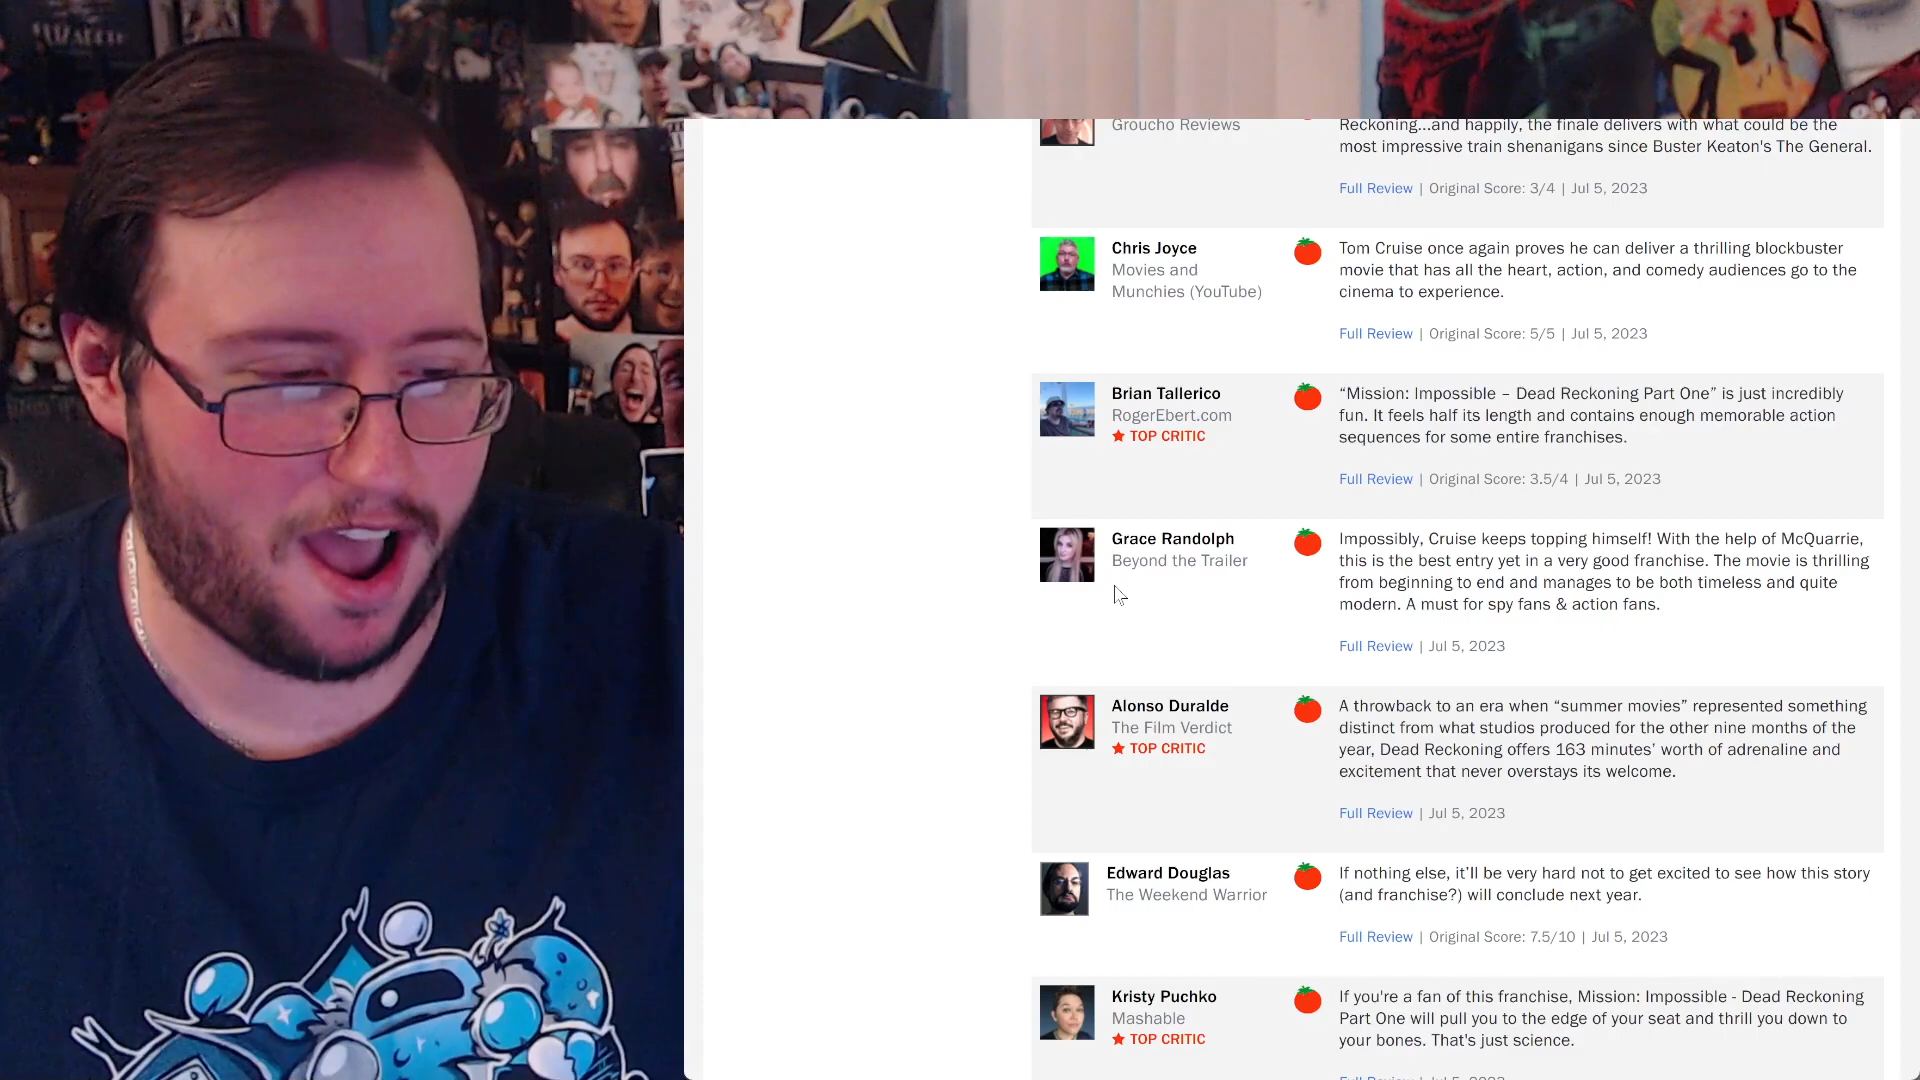 Groucho Reviews
Reckoning...and happily, the finale delivers with what could be the
most impressive train shenanigans since Buster Keaton's The General.
Full Review | Original Score: 3/4 | Jul 5, 2023
Chris Joyce
Movies and
Munchies (YouTube)
Tom Cruise once again proves he can deliver a thrilling blockbuster
movie that has all the heart, action, and comedy audiences go to the
cinema to experience.
Full Review | Original Score: 5/5 | Jul 5, 2023
Brian Tallerico
RogerEbert.com
TOP CRITIC
“Mission: Impossible – Dead Reckoning Part One” is just incredibly
fun. It feels half its length and contains enough memorable action
sequences for some entire franchises.
Full Review | Original Score: 3.5/4 | Jul 5, 2023
Grace Randolph
Beyond the Trailer
Impossibly, Cruise keeps topping himself! With the help of McQuarrie,
this is the best entry yet in a very good franchise. The movie is thrilling
from beginning to end and manages to be both timeless and quite
modern. A must for spy fans & action fans.
Full Review | Jul 5, 2023
Alonso Duralde
The Film Verdict
TOP CRITIC
A throwback to an era when “summer movies” represented something
distinct from what studios produced for the other nine months of the
year, Dead Reckoning offers 163 minutes’ worth of adrenaline and
excitement that never overstays its welcome.
Full Review | Jul 5, 2023
Edward Douglas
The Weekend Warrior
If nothing else, it’ll be very hard not to get excited to see how this story
(and franchise?) will conclude next year.
Full Review | Original Score: 7.5/10 | Jul 5, 2023
Kristy Puchko
Mashable
TOP CRITIC
If you're a fan of this franchise, Mission: Impossible - Dead Reckoning
Part One will pull you to the edge of your seat and thrill you down to
your bones. That's just science.